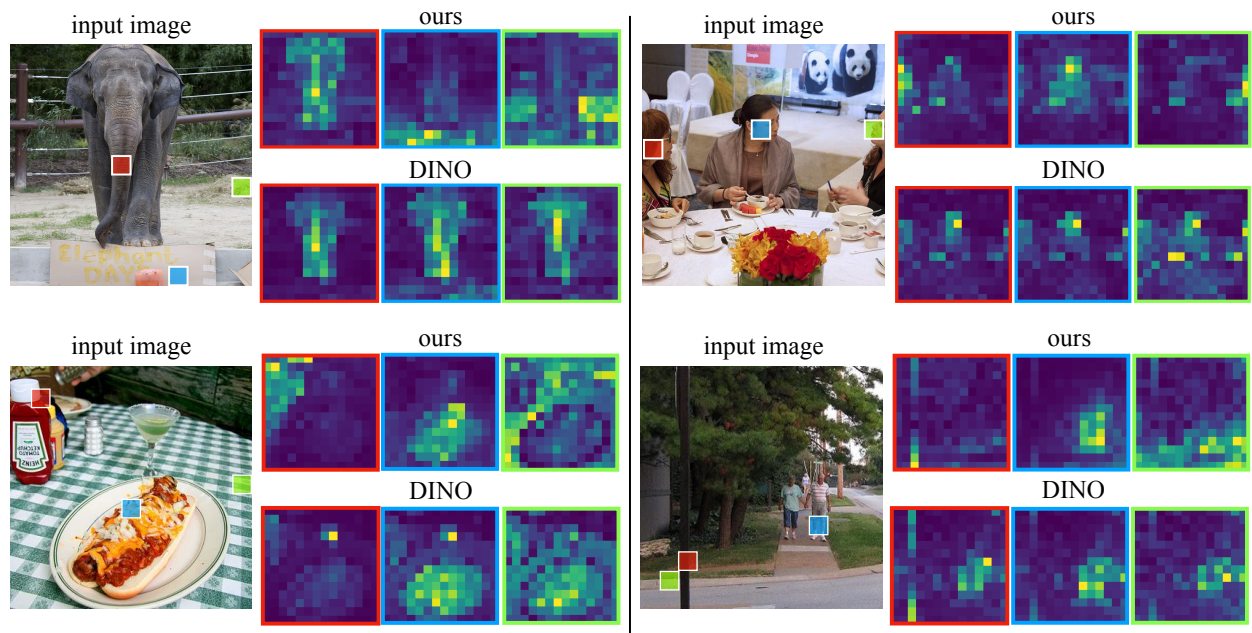 input image
ours
DINO
Elephant
DAY
input image
ours
DINO
input image
ours
DINO
HEINZ
TOMATO
KETCHUP
input image
ours
DINO